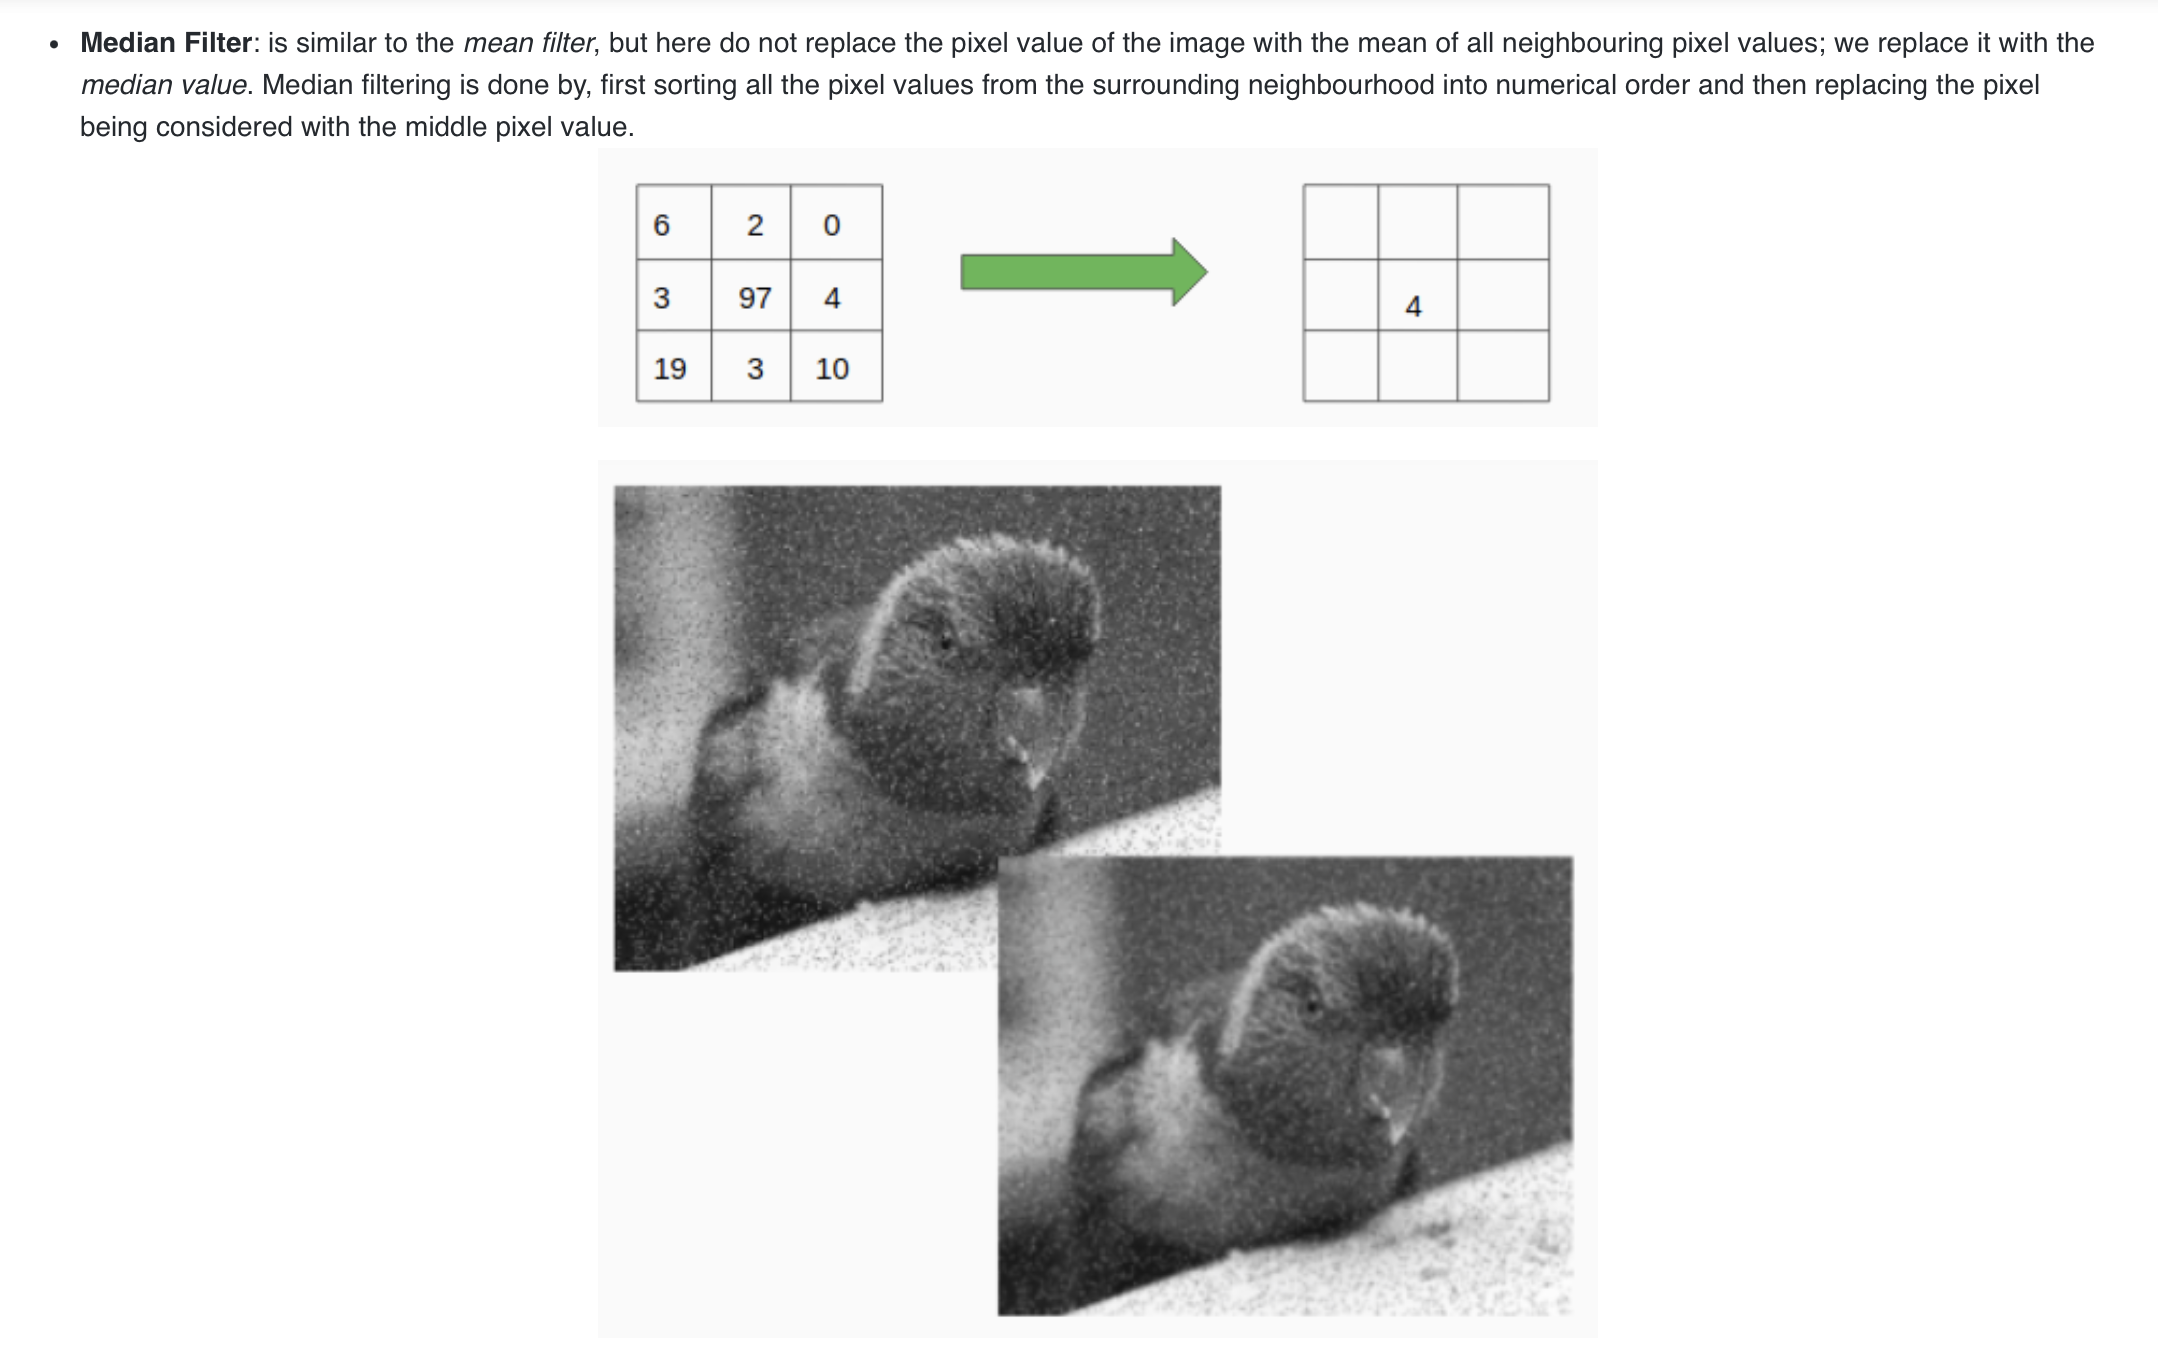 • Median Filter: is similar to the mean filter, but here do not replace the pixel value of the image with the mean of all neighbouring pixel values; we replace it with the
median value. Median filtering is done by, first sorting all the pixel values from the surrounding neighbourhood into numerical order and then replacing the pixel
being considered with the middle pixel value.
6 2 0
3 97 4
4
19 3 10